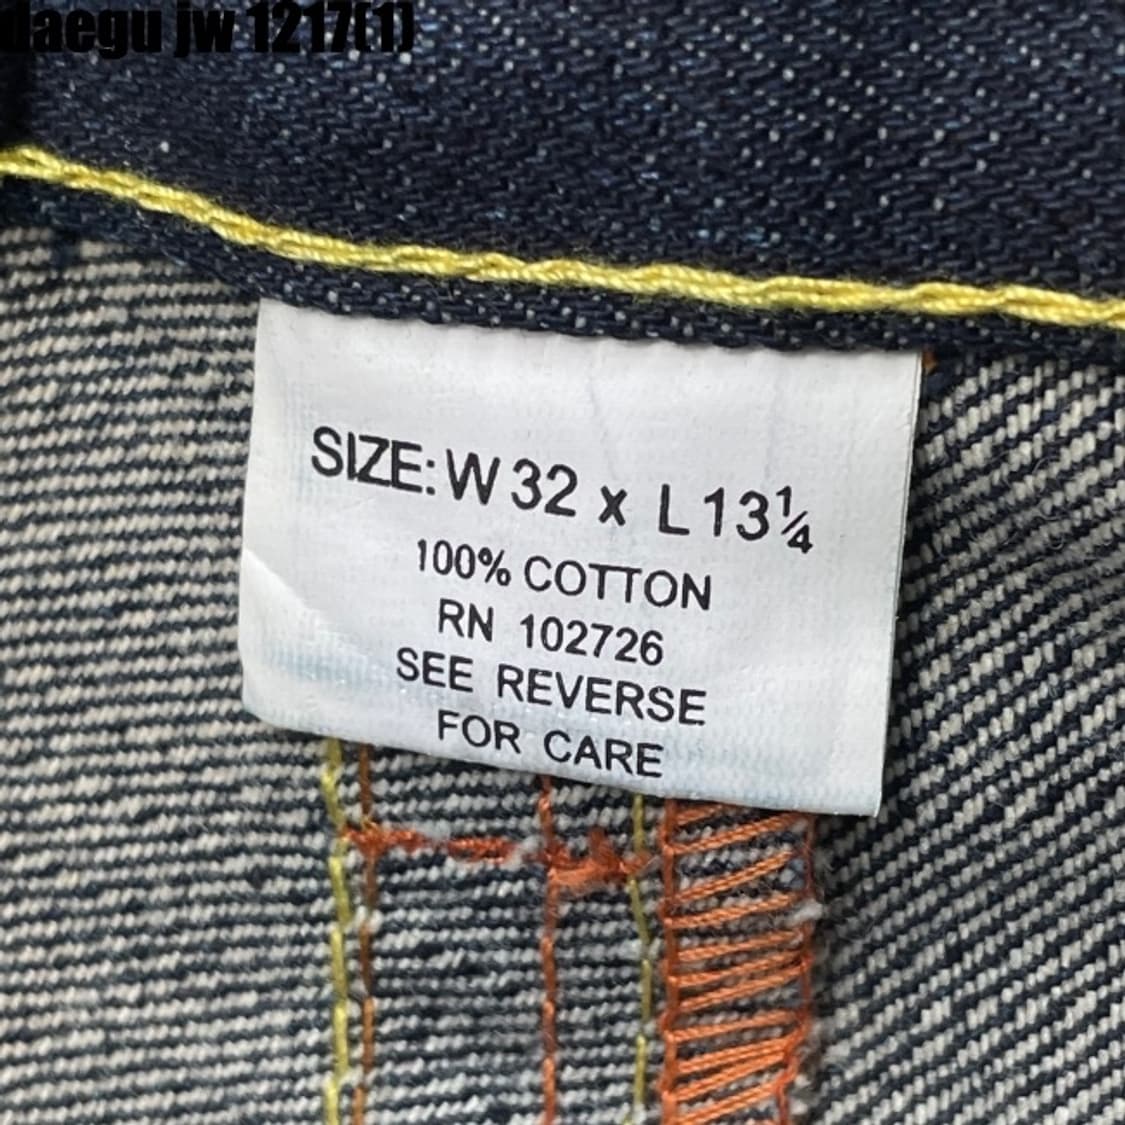 daegu jw 1217(1)
SIZE: W 32 x L 13¼
100% COTTON
RN 102726
SEE REVERSE
FOR CARE